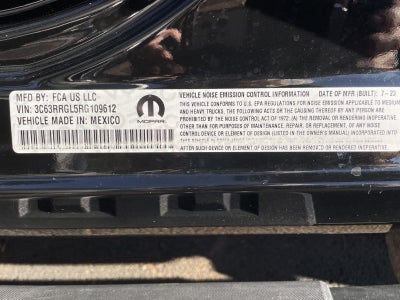 MFD BY: FCA US LLC
VIN: 3C63RRGL5RG109612
VEHICLE MADE IN: MEXICO
MOPAR
VEHICLE NOISE EMISSION CONTROL INFORMATION DATE OF MFR (BUILT): 7-23
THIS VEHICLE CONFORMS TO U.S. EPA REGULATIONS FOR NOISE EMISSION APPLICABLE TO MEDIUM
AND HEAVY TRUCKS. THE FOLLOWING ACTS OR THE CAUSING THEREOF BY ANY PERSON ARE
PROHIBITED BY THE NOISE CONTROL ACT OF 1972: (A) THE REMOVAL OR RENDERING INOPERATIVE
OTHER THAN FOR PURPOSES OF MAINTENANCE, REPAIR, OR REPLACEMENT, OF ANY NOISE
CONTROL DEVICE OR ELEMENT OF DESIGN (LISTED IN THE OWNER'S MANUAL) INCORPORATED
AFTER SUCH DEVICE OR ELEMENT OF DESIGN HAS BEEN REMOVED OR RENDERED